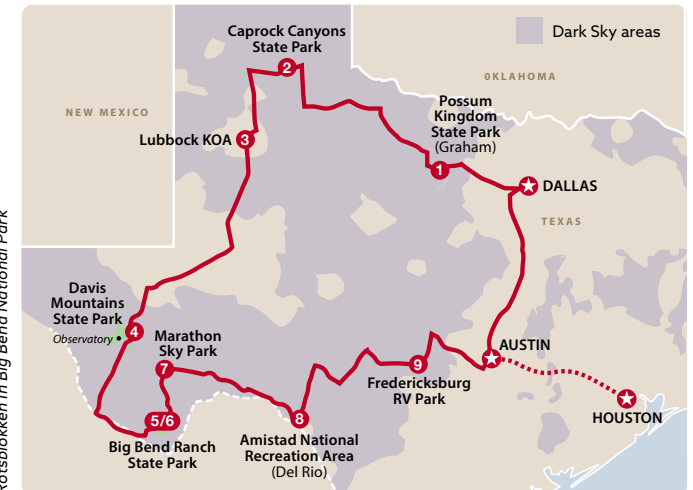 Caprock Canyons
State Park
2
Dark Sky areas
OKLAHOMA
NEW MEXICO
Possum
Kingdom
State Park
(Graham)
Lubbock KOA
3
1
DALLAS
TEXAS
Davis
Mountains
State Park
Observatory
4
Marathon
Sky Park
7
AUSTIN
9
Fredericksburg
RV Park
HOUSTON
5/6
Big Bend Ranch
State Park
8
Amistad National
Recreation Area
(Del Rio)
Rotsblokken in Big Bend National Park